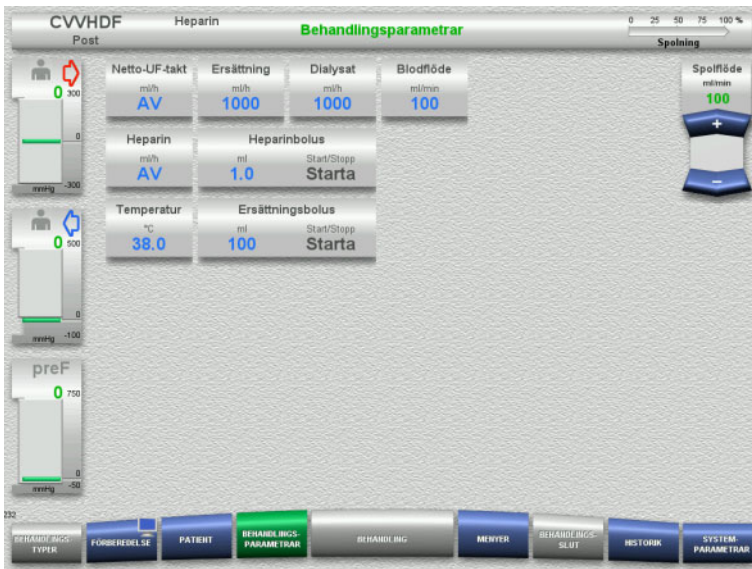 CVVHDF Heparin
Post
Behandlingsparametrar
0 25 50 75 100 %
Spolning
0 300
0
mmHg -300
Netto-UF-takt Ersättning Dialysat Blodflöde
ml/h ml/h ml/h ml/min
AV 1000 1000 100
Spolflöde
ml/min
100
+
−
Heparin Heparinbolus
ml/h ml Start/Stopp
AV 1.0 Starta
Temperatur Ersättningsbolus
°C ml Start/Stopp
38.0 100 Starta
0 500
0
mmHg -100
preF
0 750
0
mmHg -50
232
BEHANDLINGS-
TYPER
FÖRBEREDELSE
PATIENT
BEHANDLINGS-
PARAMETRAR
BEHANDLING
MENYER
BEHANDLINGS-
SLUT
HISTORIK
SYSTEM-
PARAMETRAR